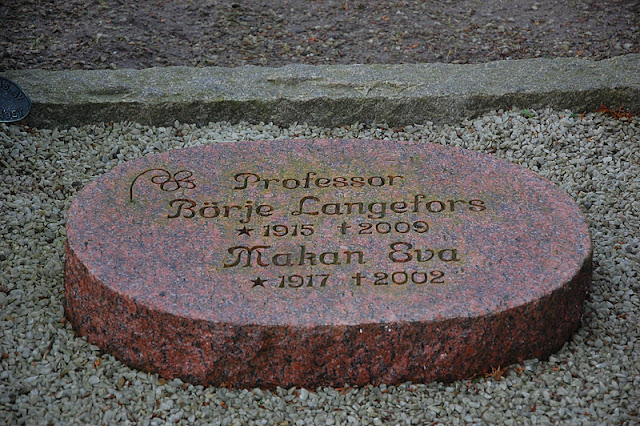 Professor
Börje Langefors
★ 1915 † 2009
Makan Eva
★ 1917 † 2002